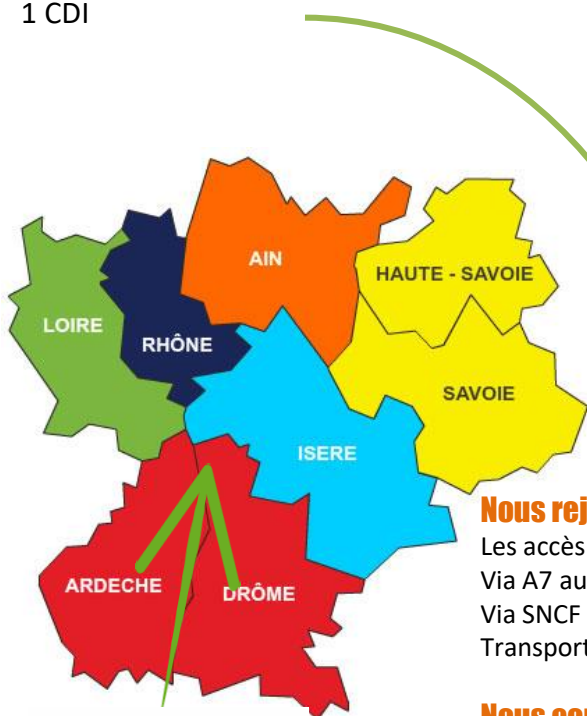 1 CDI
AIN
HAUTE - SAVOIE
LOIRE
RHÔNE
SAVOIE
ISERE
Nous rej
Les accès
Via A7 au
Via SNCF
Transport
ARDECHE
DRÔME